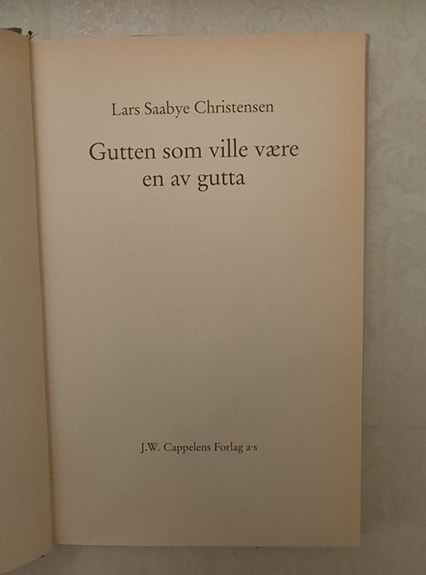 Lars Saabye Christensen
Gutten som ville være
en av gutta
J.W. Cappelens Forlag a·s